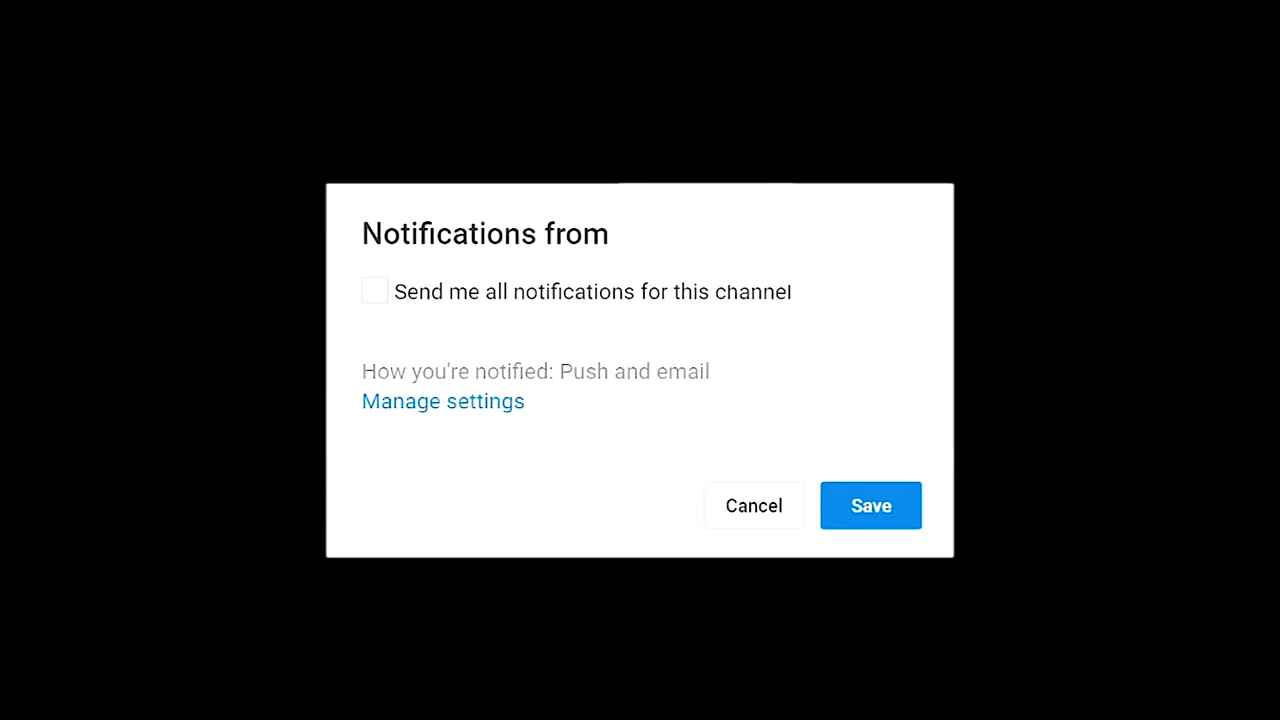 Notifications from
Send me all notifications for this channel
How you're notified: Push and email
Manage settings
Cancel
Save